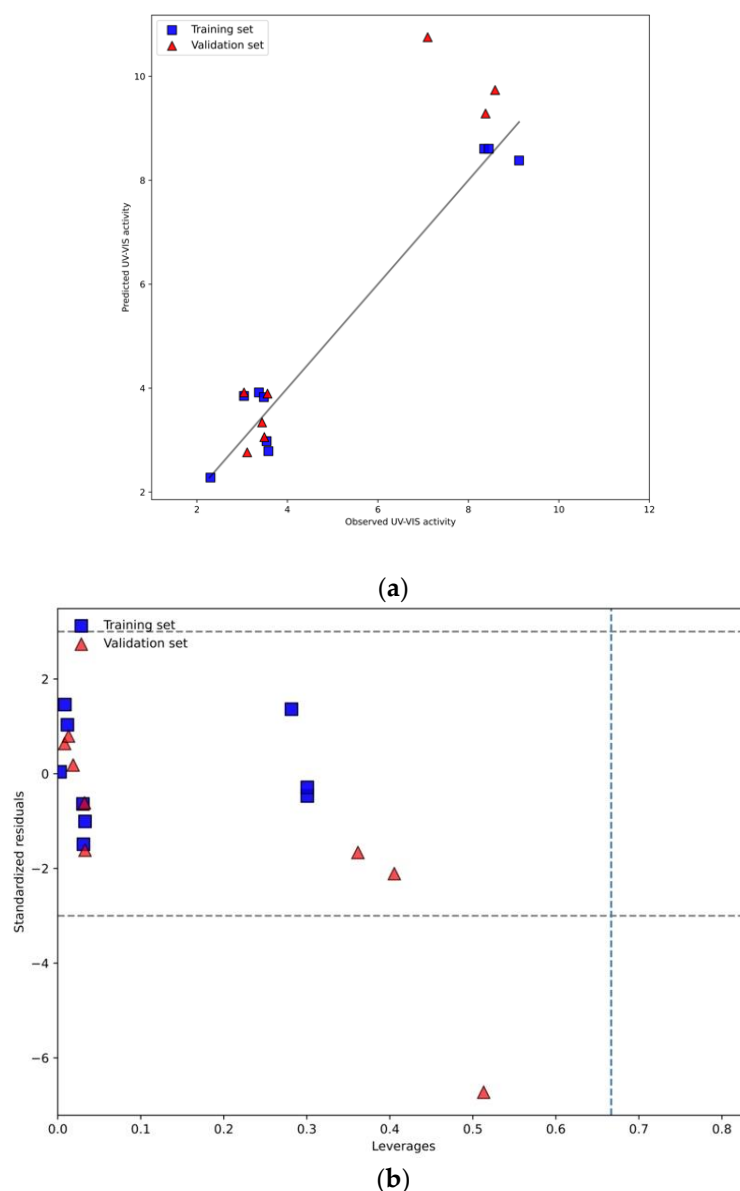 Training set
Validation set
10
8
6
4
2
Predicted UV-VIS activity
2 4 6 8 10 12
Observed UV-VIS activity
(a)
Training set
Validation set
2
0
−2
−4
−6
Standardized residuals
0.0 0.1 0.2 0.3 0.4 0.5 0.6 0.7 0.8
Leverages
(b)